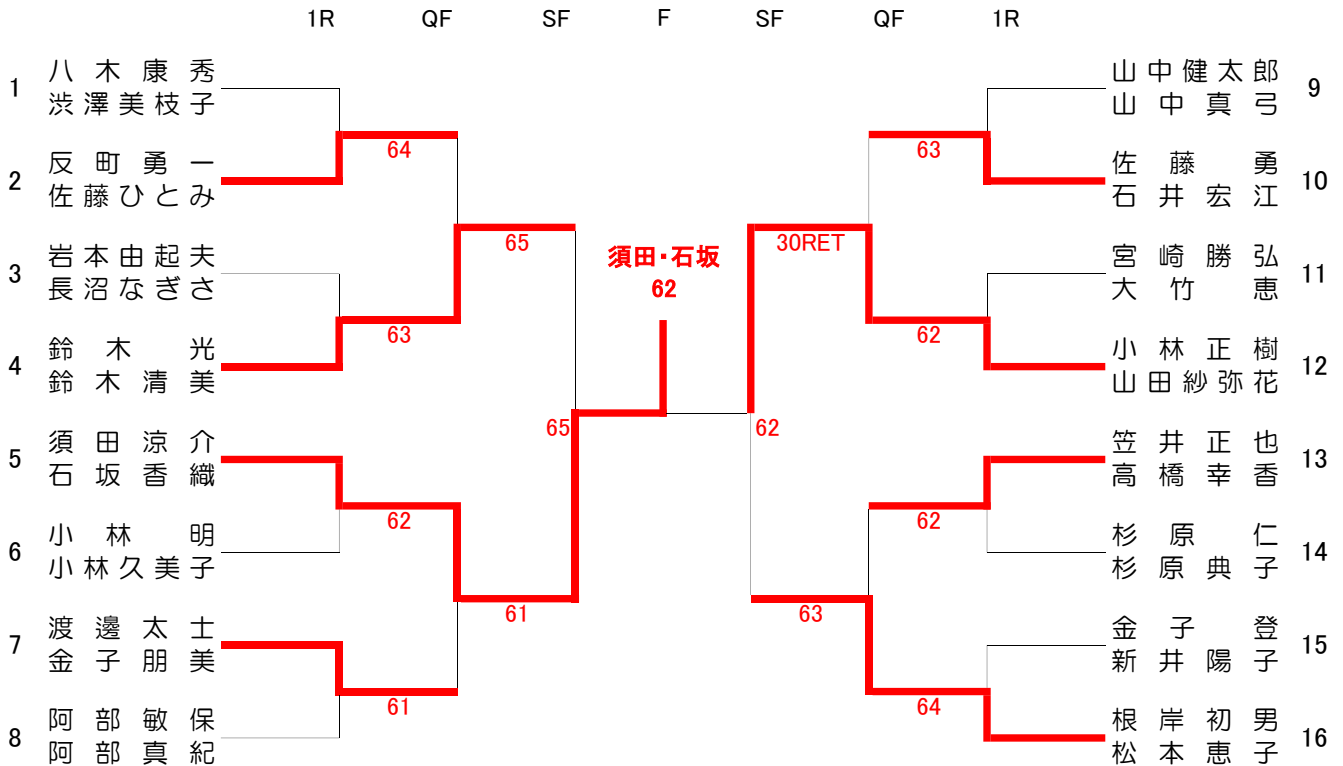 1R QF SF F SF QF 1R
1 八木康秀
渋澤美枝子
2 反町勇一
佐藤ひとみ
64
3 岩本由起夫
長沼なぎさ
4 鈴木光
鈴木清美
63
65
5 須田涼介
石坂香織
6 小林明
小林久美子
62
7 渡邊太士
金子朋美
8 阿部敏保
阿部真紀
61
61
65
須田・石坂
62
山中健太郎 9
山中真弓
佐藤勇 10
石井宏江
63
宮崎勝弘 11
大竹恵
小林正樹 12
山田紗弥花
62
30RET
62
笠井正也 13
高橋幸香
杉原仁 14
杉原典子
62
金子登 15
新井陽子
根岸初男 16
松本恵子
64
63